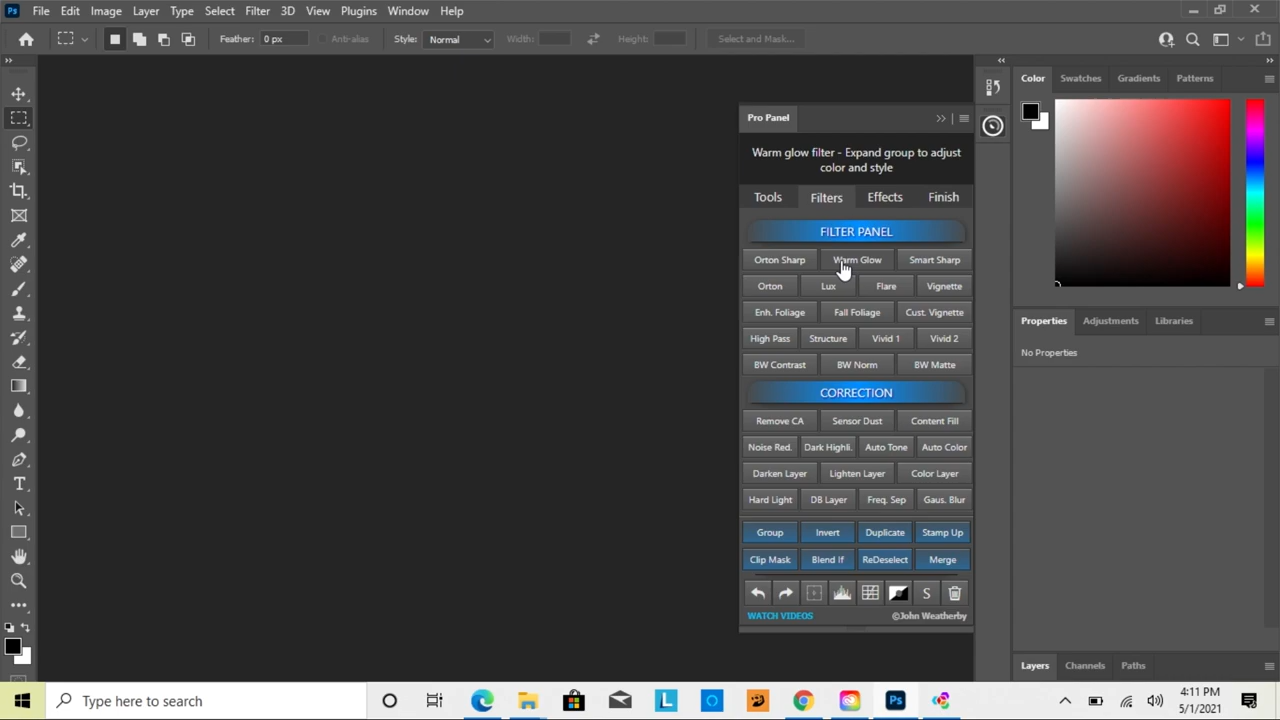 Ps File Edit Image Layer Type Select Filter 3D View Plugins Window Help
Feather: 0 px Anti-alias Style: Normal Width: Height: Select and Mask...
Color Swatches Gradients Patterns
Pro Panel
Warm glow filter - Expand group to adjust
color and style
Tools Filters Effects Finish
FILTER PANEL
Orton Sharp Warm Glow Smart Sharp
Orton Lux Flare Vignette
Enh. Foliage Fall Foliage Cust. Vignette
High Pass Structure Vivid 1 Vivid 2
BW Contrast BW Norm BW Matte
CORRECTION
Remove CA Sensor Dust Content Fill
Noise Red. Dark Highli. Auto Tone Auto Color
Darken Layer Lighten Layer Color Layer
Hard Light DB Layer Freq. Sep Gaus. Blur
Group Invert Duplicate Stamp Up
Clip Mask Blend If ReDeselect Merge
S
WATCH VIDEOS ©John Weatherby
Properties Adjustments Libraries
No Properties
Layers Channels Paths
Type here to search
L
Ps
4:11 PM
5/1/2021